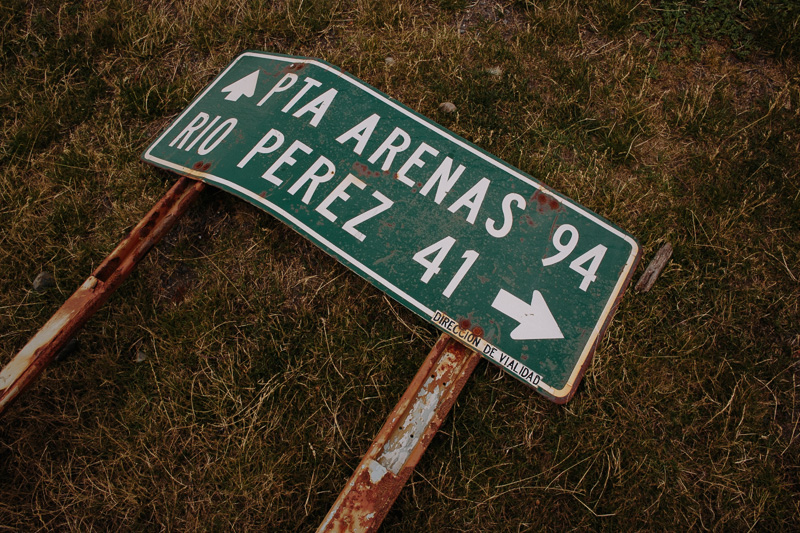 PTA ARENAS 94
RIO PEREZ 41
DIRECCION DE VIALIDAD